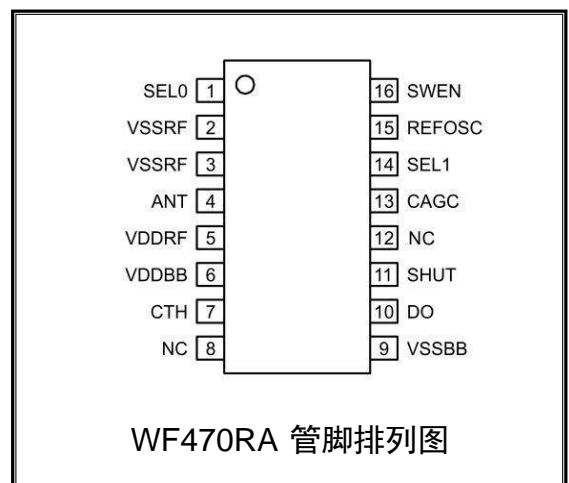 SEL0 1 16 SWEN
VSSRF 2 15 REFOSC
VSSRF 3 14 SEL1
ANT 4 13 CAGC
VDDRF 5 12 NC
VDDBB 6 11 SHUT
CTH 7 10 DO
NC 8 9 VSSBB
WF470RA 管脚排列图